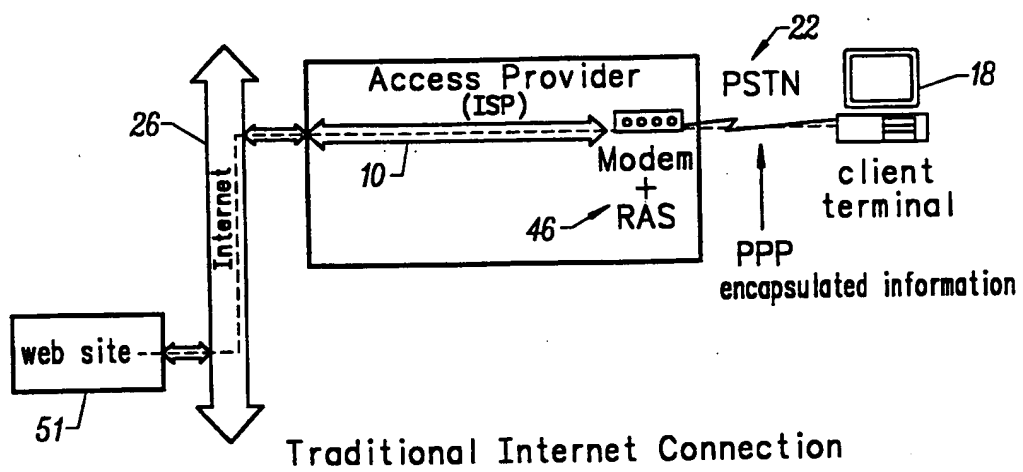 22
Access Provider
(ISP)
PSTN
18
26
Internet
10
Modem
+
RAS
46
client
terminal
PPP
encapsulated information
web site
51
Traditional Internet Connection